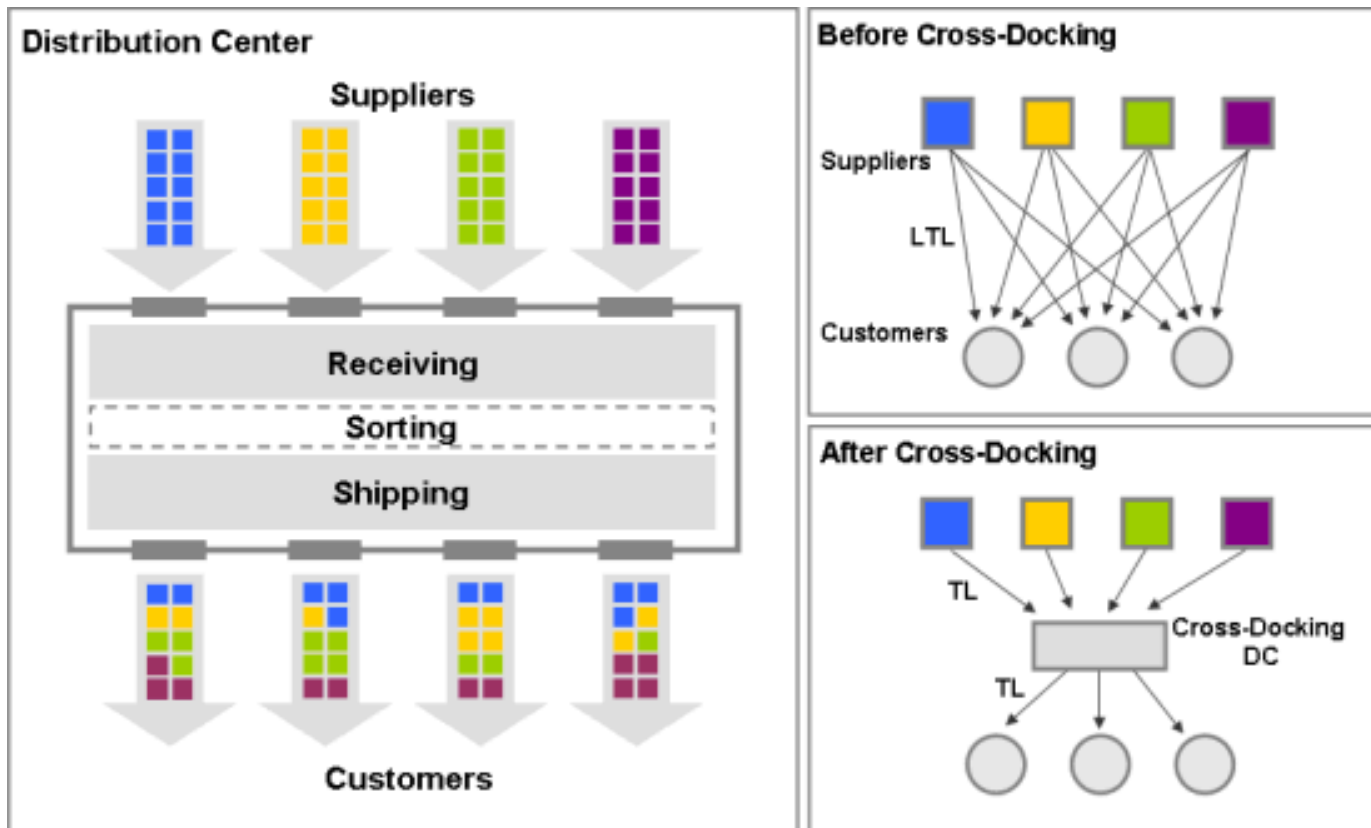 Distribution Center
Suppliers
Receiving
Sorting
Shipping
Customers
Before Cross-Docking
Suppliers
LTL
Customers
After Cross-Docking
TL
Cross-Docking
DC
TL